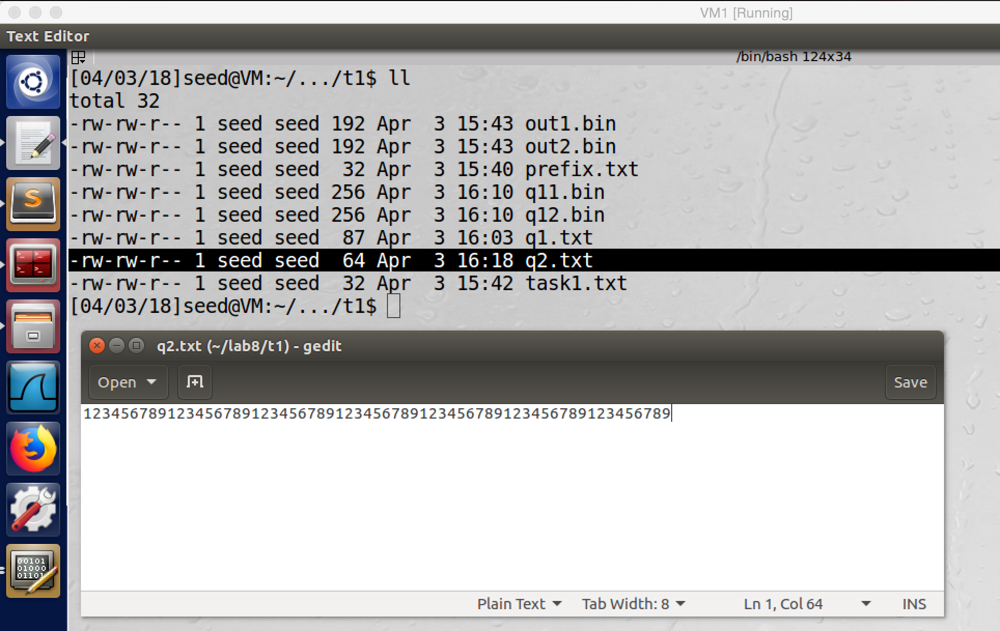 VM1 [Running]
Text Editor
/bin/bash 124x34
[04/03/18]seed@VM:~/.../t1$ ll
total 32
-rw-rw-r-- 1 seed seed 192 Apr  3 15:43 out1.bin
-rw-rw-r-- 1 seed seed 192 Apr  3 15:43 out2.bin
-rw-rw-r-- 1 seed seed  32 Apr  3 15:40 prefix.txt
-rw-rw-r-- 1 seed seed 256 Apr  3 16:10 q11.bin
-rw-rw-r-- 1 seed seed 256 Apr  3 16:10 q12.bin
-rw-rw-r-- 1 seed seed  87 Apr  3 16:03 q1.txt
-rw-rw-r-- 1 seed seed  64 Apr  3 16:18 q2.txt
-rw-rw-r-- 1 seed seed  32 Apr  3 15:42 task1.txt
[04/03/18]seed@VM:~/.../t1$
q2.txt (~/lab8/t1) - gedit
Open
Save
123456789123456789123456789123456789123456789123456789123456789
Plain Text Tab Width: 8 Ln 1, Col 64 INS
S
00101
01000
01101